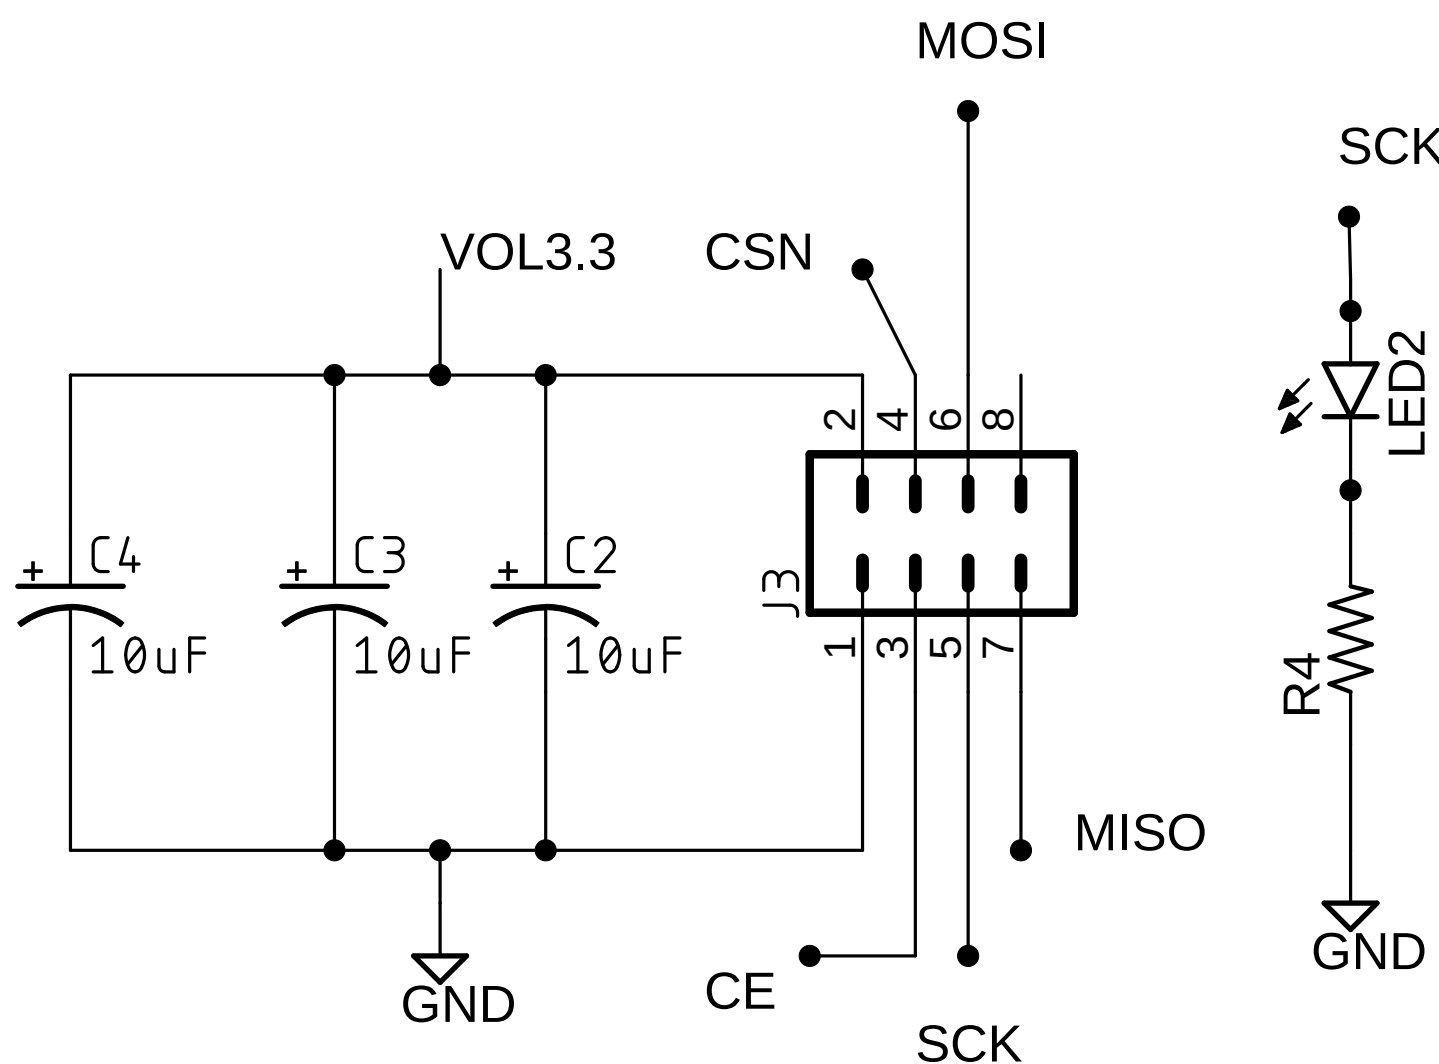 MOSI
SCK
VOL3.3
CSN
LED2
2
4
6
8
+
C4
+
C3
+
C2
J3
10uF
10uF
10uF
1
3
5
7
R4
MISO
GND
CE
GND
SCK